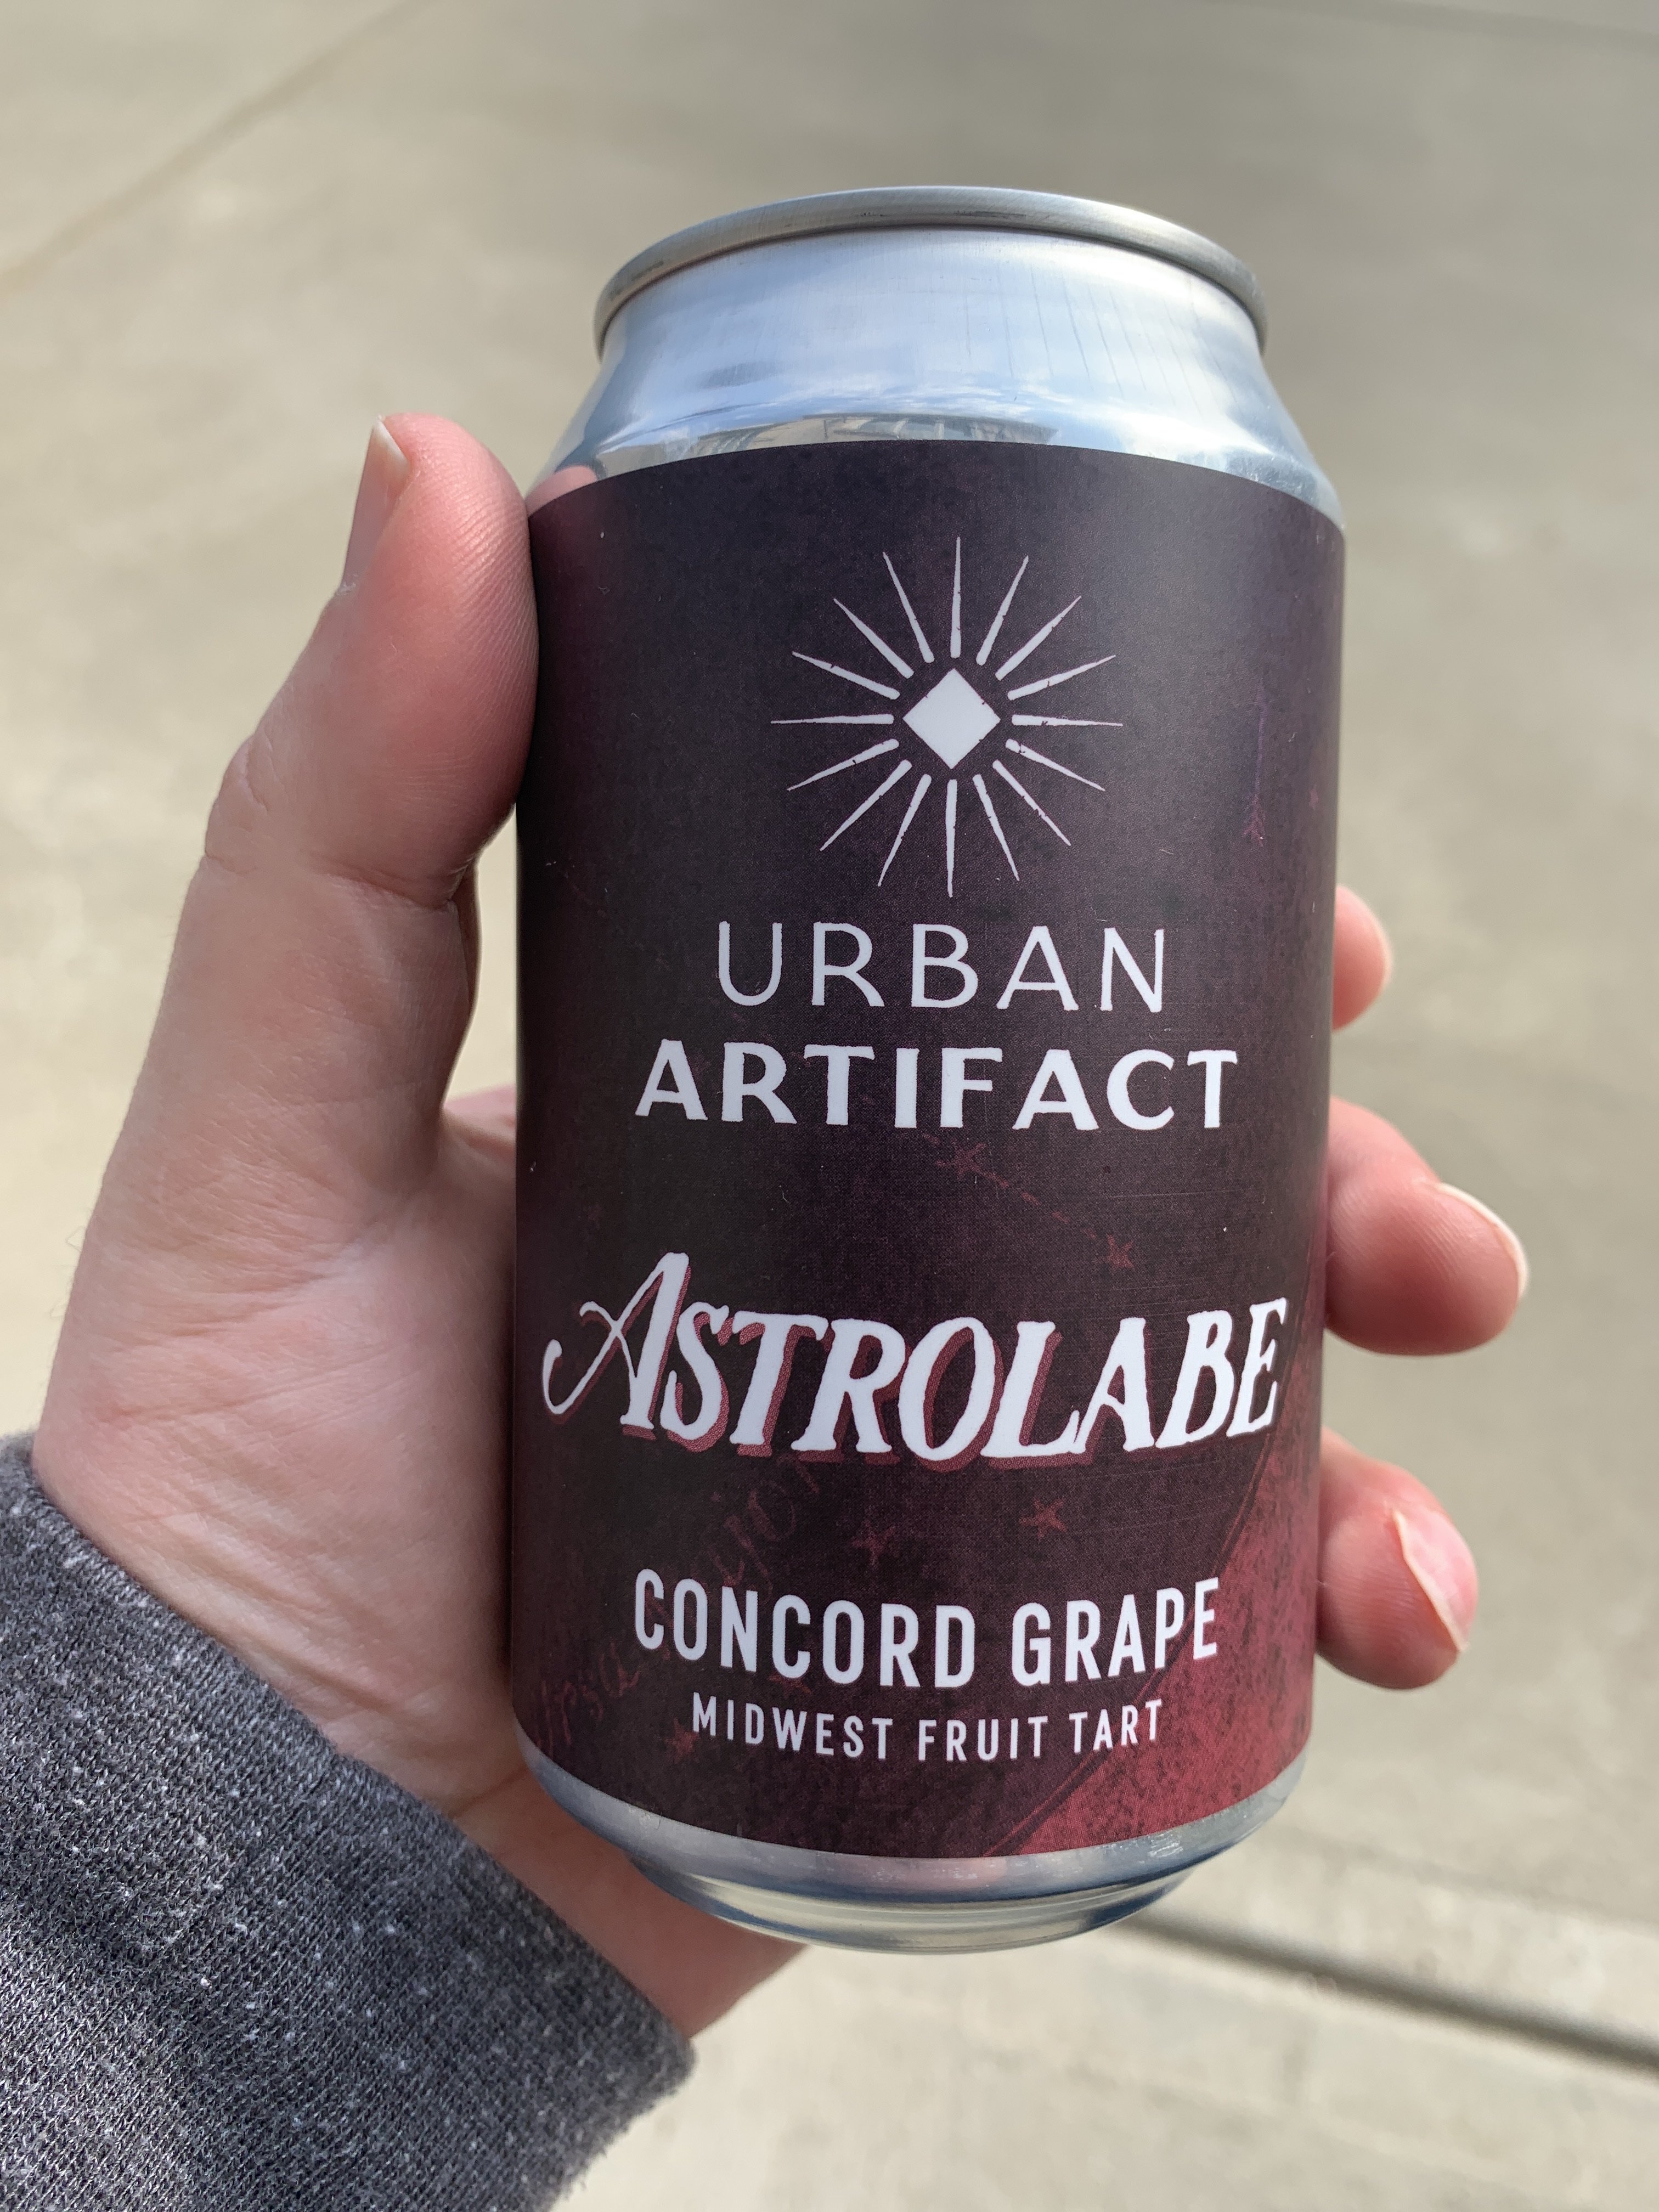 URBAN
ARTIFACT
ASTROLABE
CONCORD GRAPE
MIDWEST FRUIT TART